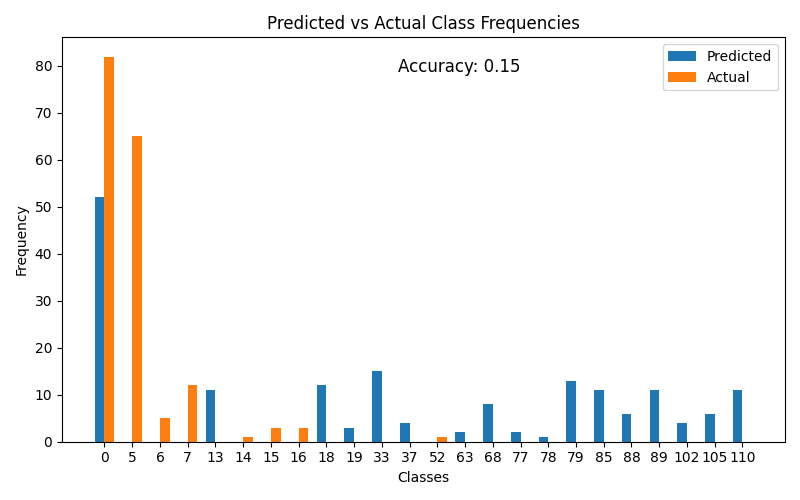 Predicted vs Actual Class Frequencies
Accuracy: 0.15
Predicted
Actual
Frequency
80
70
60
50
40
30
20
10
0
0 5 6 7 13 14 15 16 18 19 33 37 52 63 68 77 78 79 85 88 89 102 105 110
Classes